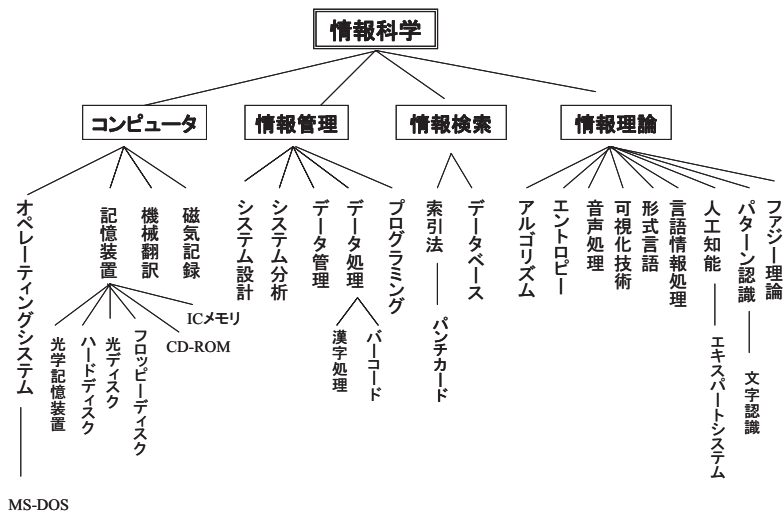 情報科学
コンピュータ
情報管理
情報検索
情報理論
オペレーティングシステム
記憶装置
機械翻訳
磁気記録
システム設計
システム分析
データ管理
データ処理
プログラミング
索引法
データベース
アルゴリズム
エントロピー
音声処理
可視化技術
形式言語
言語情報処理
人工知能
パターン認識
ファジー理論
光学記憶装置
ハードディスク
光ディスク
フロッピーディスク
CD-ROM
ICメモリ
漢字処理
バーコード
パンチカード
エキスパートシステム
文字認識
MS-DOS